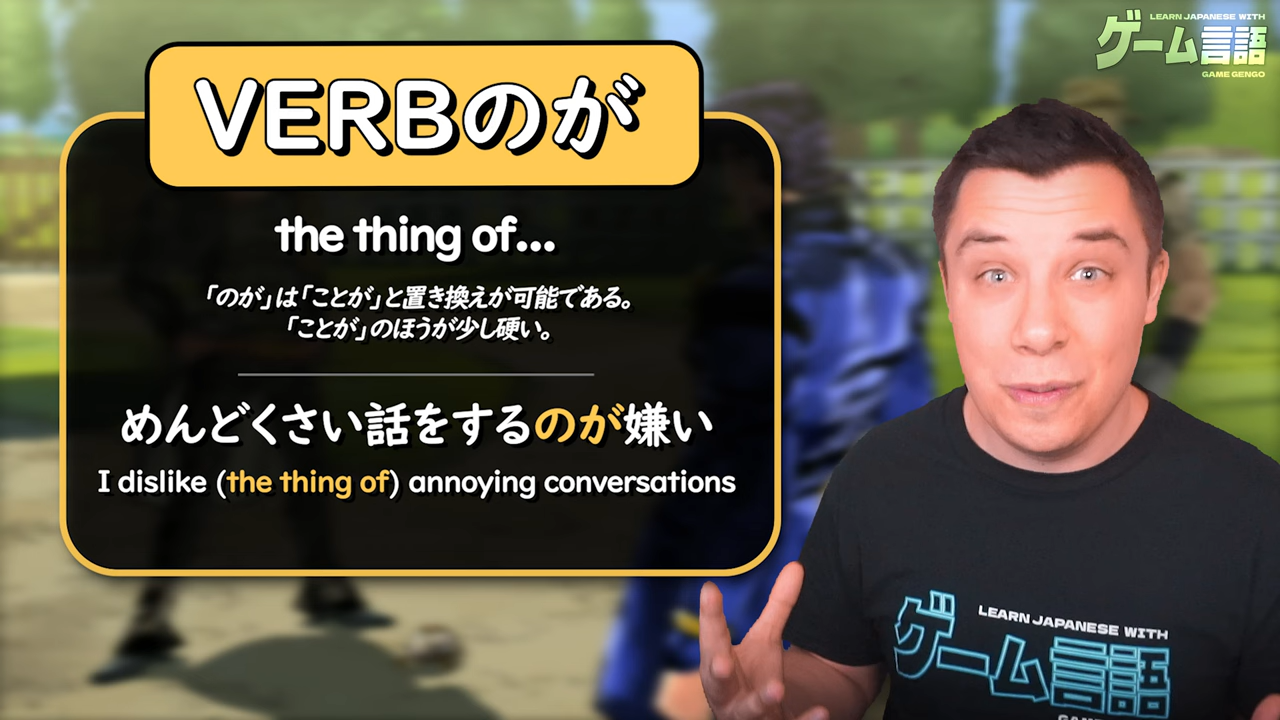 LEARN JAPANESE WITH
ゲーム言語
GAME GENGO
VERBのが
the thing of...
「のが」は「ことが」と置き換えが可能である。
「ことが」のほうが少し硬い。
めんどくさい話をするのが嫌い
I dislike (the thing of) annoying conversations
LEARN JAPANESE WITH
ゲーム言語